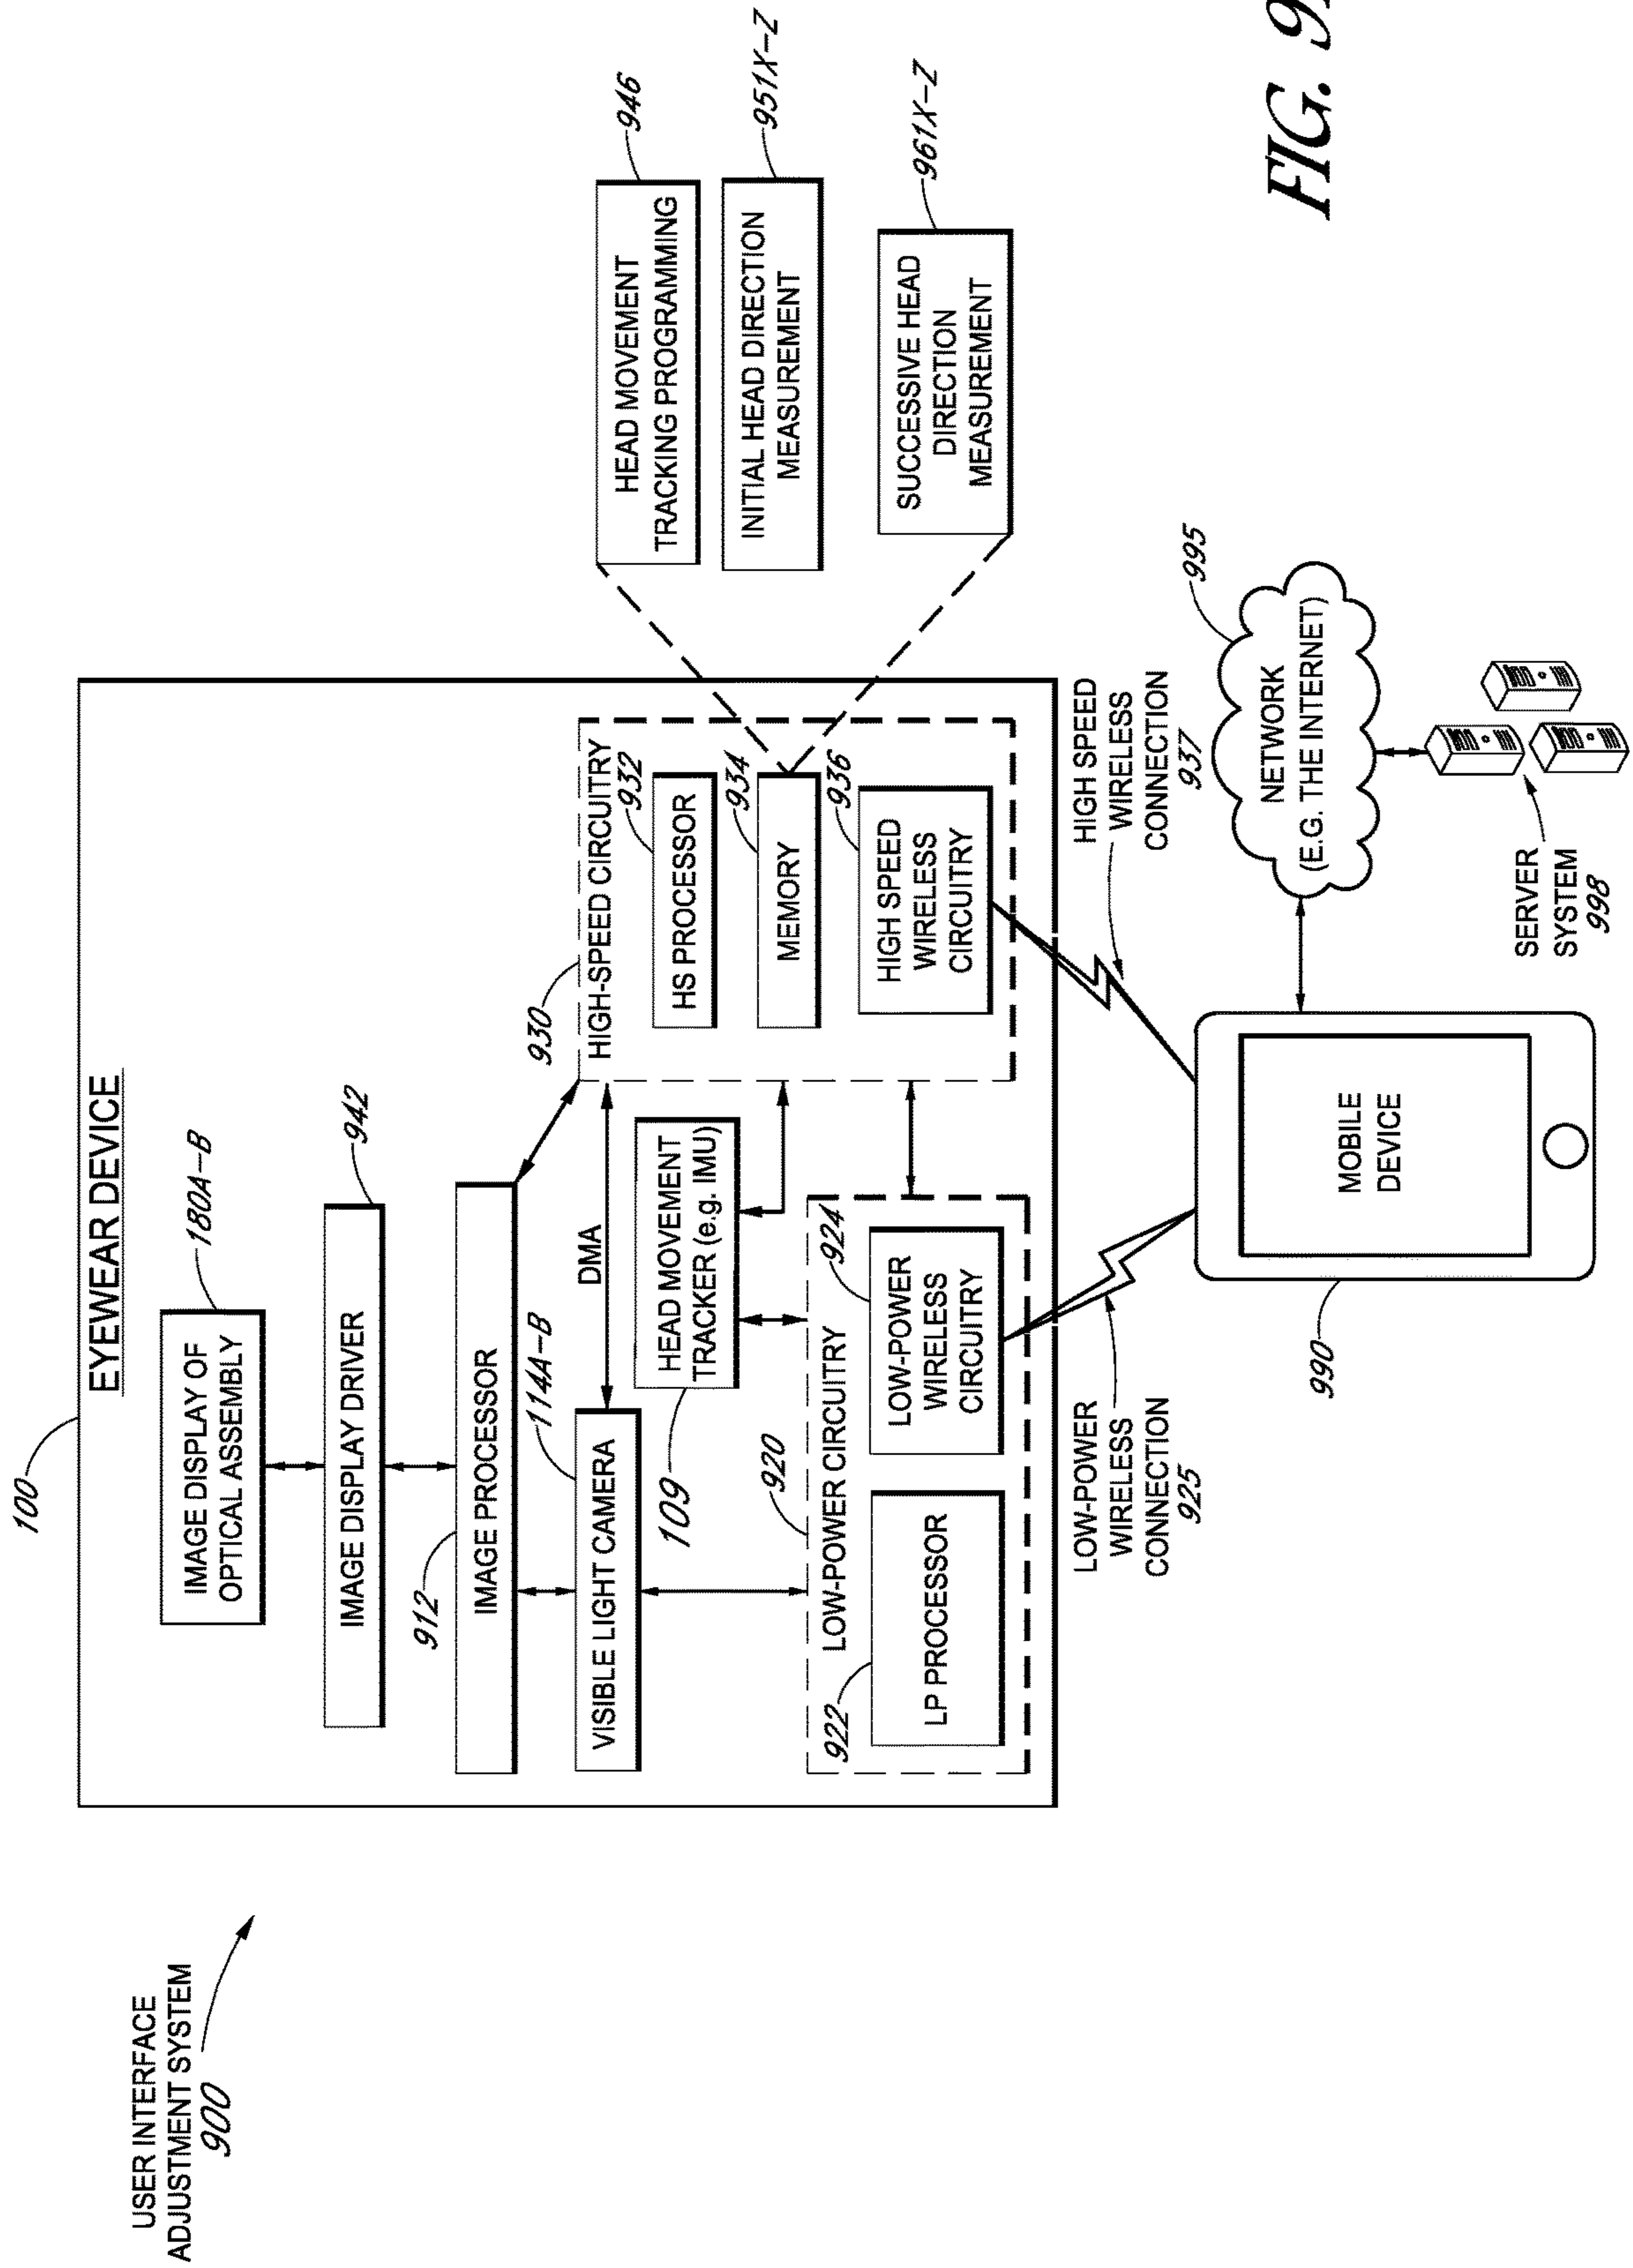 USER INTERFACE
ADJUSTMENT SYSTEM
900
100
EYEWEAR DEVICE
IMAGE DISPLAY OF
OPTICAL ASSEMBLY
180A-B
IMAGE DISPLAY DRIVER
942
912
IMAGE PROCESSOR
VISIBLE LIGHT CAMERA
114A-B
DMA
109
HEAD MOVEMENT
TRACKER (e.g. IMU)
920
LOW-POWER CIRCUITRY
922
LP PROCESSOR
924
LOW-POWER
WIRELESS
CIRCUITRY
930
HIGH-SPEED CIRCUITRY
932
HS PROCESSOR
934
MEMORY
936
HIGH SPEED
WIRELESS
CIRCUITRY
946
HEAD MOVEMENT
TRACKING PROGRAMMING
951X-Z
INITIAL HEAD DIRECTION
MEASUREMENT
961X-Z
SUCCESSIVE HEAD
DIRECTION
MEASUREMENT
LOW-POWER
WIRELESS
CONNECTION
925
HIGH SPEED
WIRELESS
CONNECTION
937
990
MOBILE
DEVICE
995
NETWORK
(E.G. THE INTERNET)
SERVER
SYSTEM
998
FIG. 9